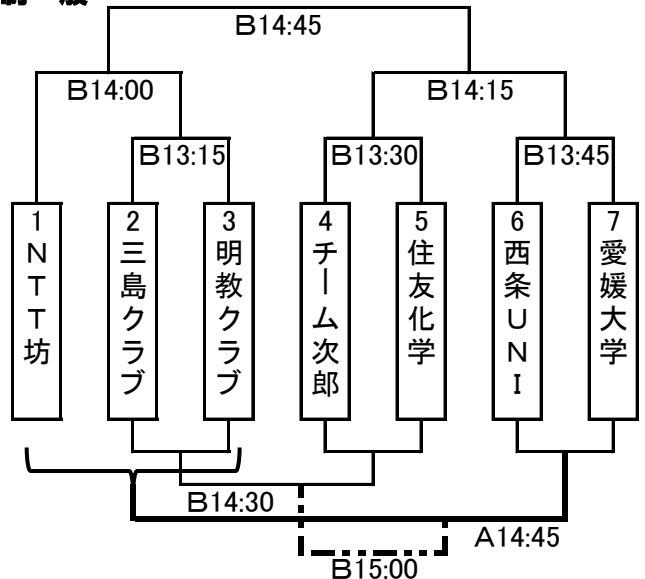 B14:45
B14:00
B14:15
B13:15
B13:30
B13:45
1 NTT坊
2 三島クラブ
3 明教クラブ
4 チーム次郎
5 住友化学
6 西条UNI
7 愛媛大学
B14:30
A14:45
B15:00